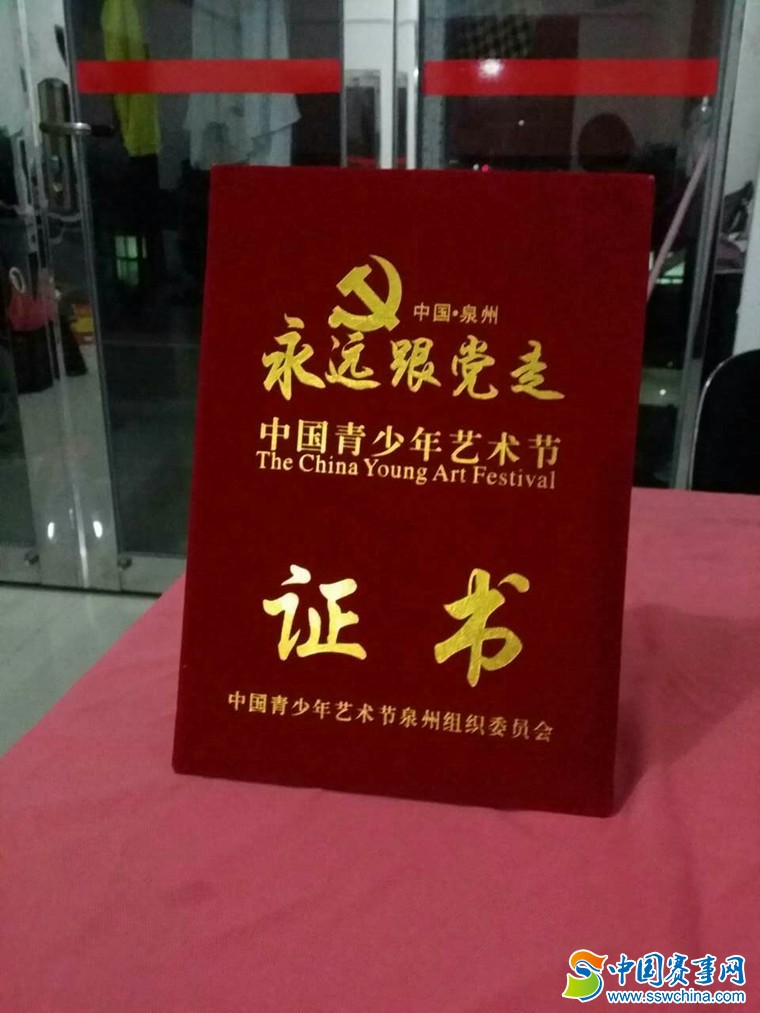 中国•泉州
永远跟党走
中国青少年艺术节
The China Young Art Festival
证书
中国青少年艺术节泉州组织委员会
中国赛事网
www.sswchina.com